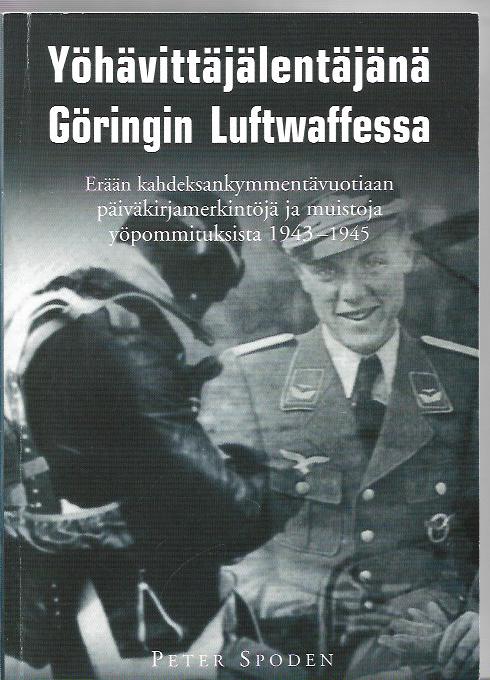 Yöhävittäjälentäjänä
Göringin Luftwaffessa
Erään kahdeksankymmentävuotiaan
päiväkirjamerkintöjä ja muistoja
yöpommituksista 1943–1945
PETER SPODEN